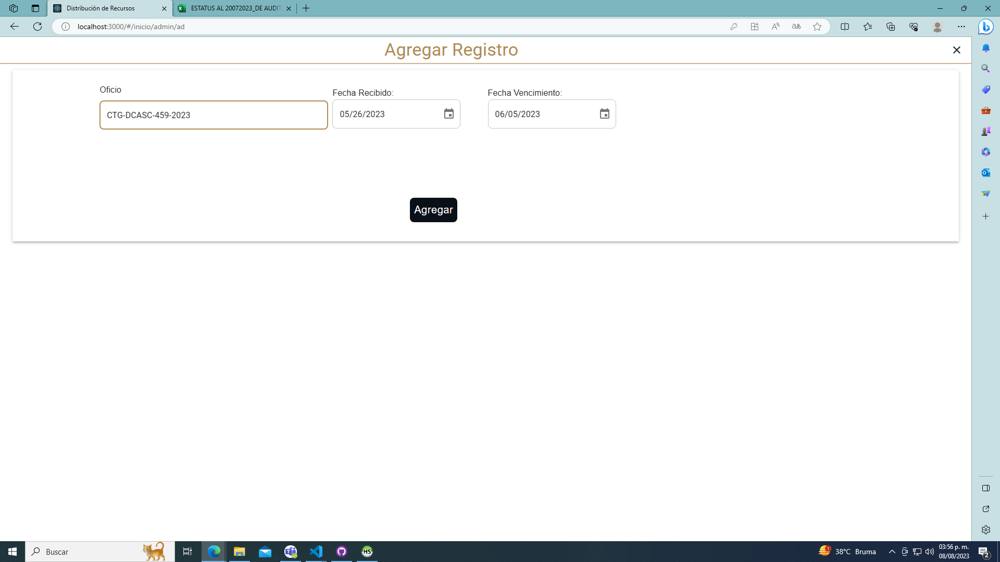 Distribución de Recursos
ESTATUS AL 20072023_DE AUDIT
localhost:3000/#/inicio/admin/ad
Agregar Registro
Oficio
Fecha Recibido:
Fecha Vencimiento:
CTG-DCASC-459-2023
05/26/2023
06/05/2023
Agregar
Buscar
HS
1
38°C Bruma
03:56 p. m.
08/08/2023
2